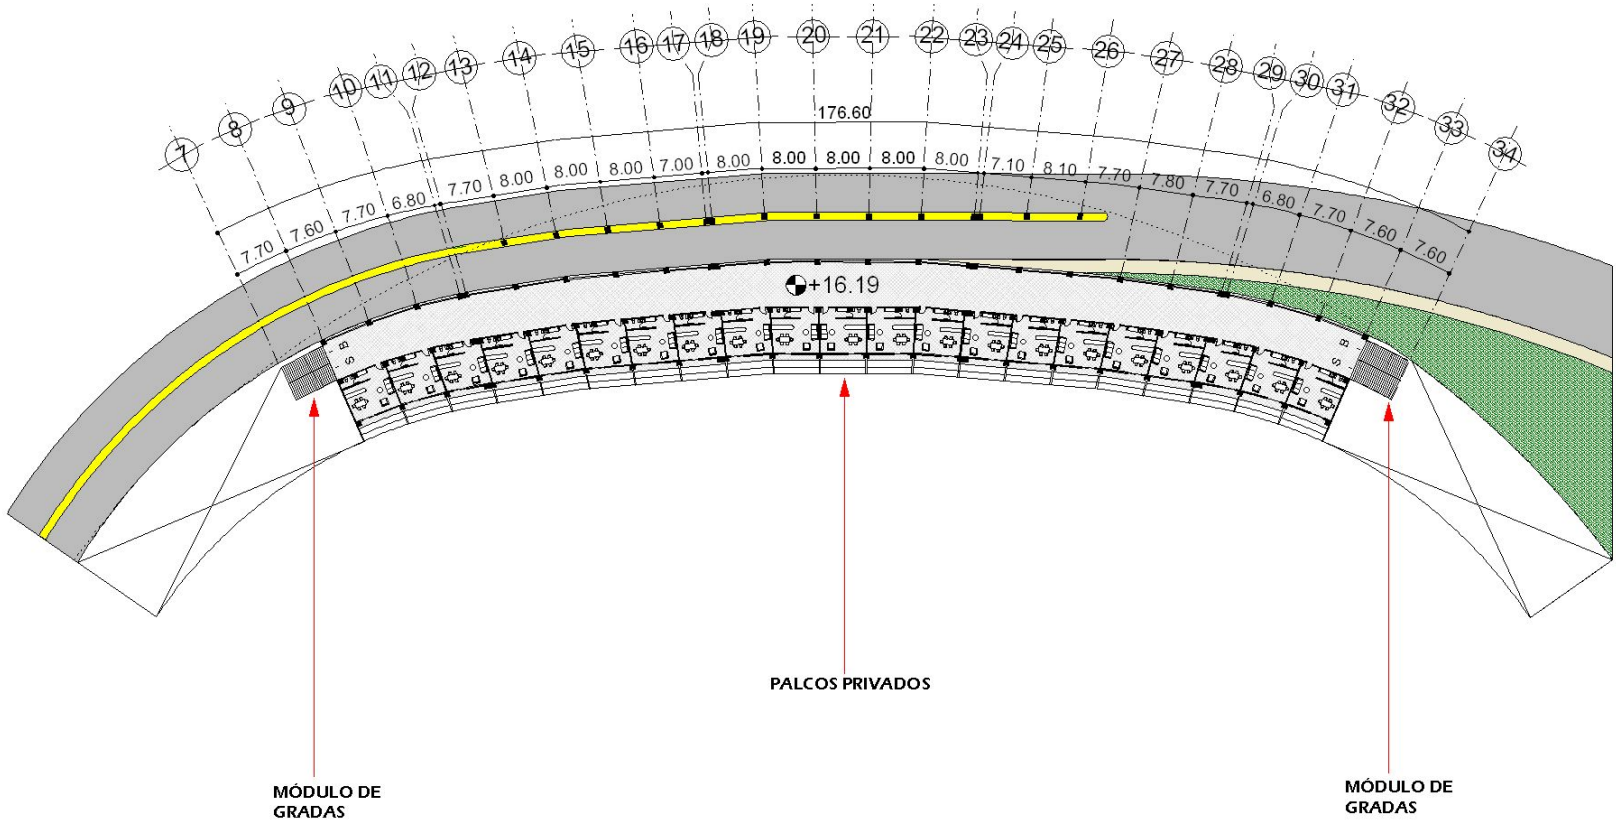 7 8 9 10 11 12 13 14 15 16 17 18 19 20 21 22 23 24 25 26 27 28 29 30 31 32 33 34
176.60
7.70 7.60 7.70 6.80 7.70 8.00 8.00 8.00 7.00 8.00 8.00 8.00 8.00 8.00 7.10 8.10 7.70 7.80 7.70 6.80 7.70 7.60 7.60
+16.19
B
S
B
S
PALCOS PRIVADOS
MÓDULO DE
GRADAS
MÓDULO DE
GRADAS